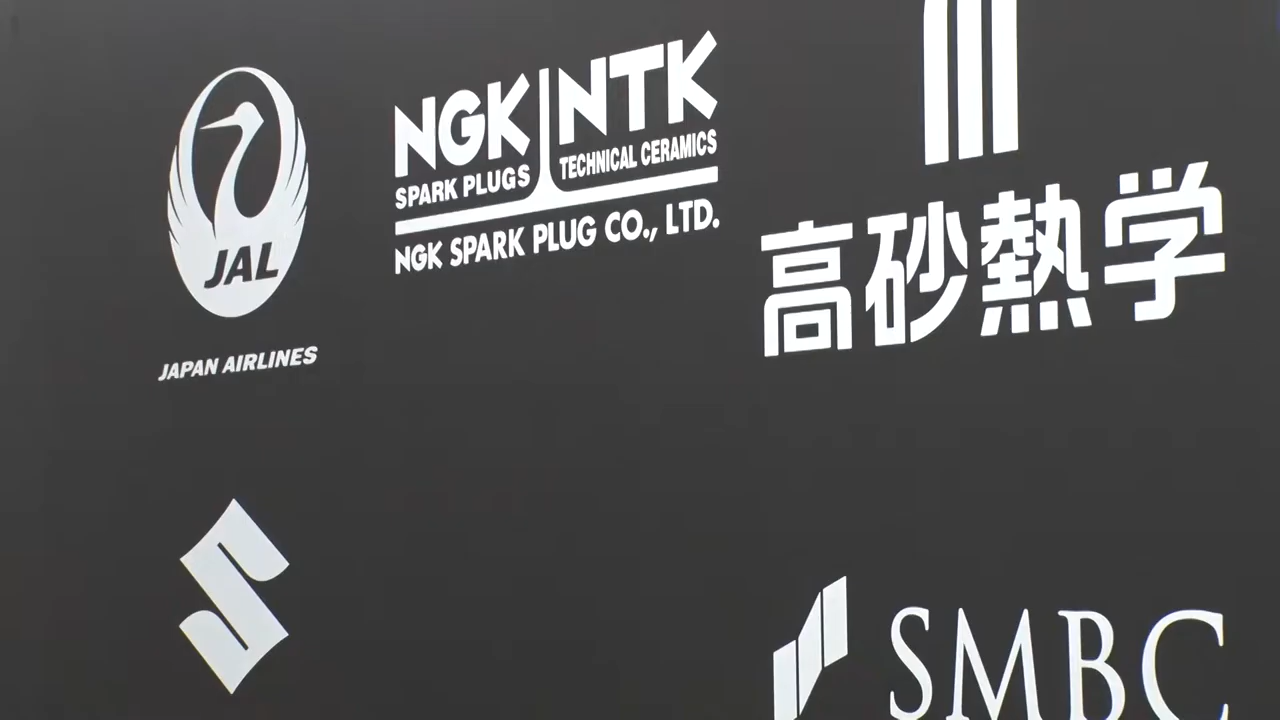 JAL
JAPAN AIRLINES
NGK NTK
SPARK PLUGS TECHNICAL CERAMICS
NGK SPARK PLUG CO., LTD.
高砂熱学
SMBC